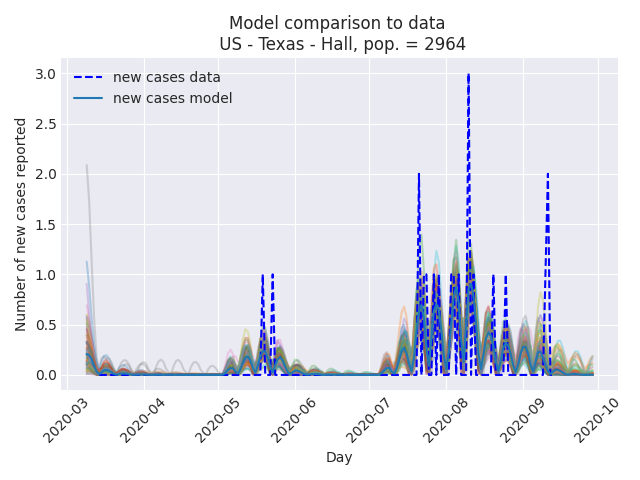 Model comparison to data
US - Texas - Hall, pop. = 2964
new cases data
new cases model
Number of new cases reported
3.0
2.5
2.0
1.5
1.0
0.5
0.0
2020-03
2020-04
2020-05
2020-06
2020-07
2020-08
2020-09
2020-10
Day